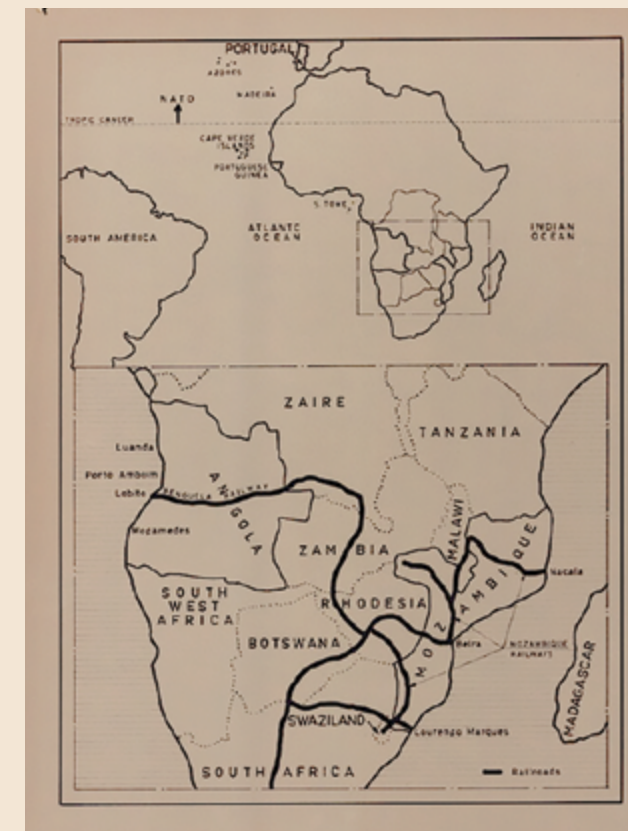 PORTUGAL
AZORES
MADEIRA
NATO
TROPIC CANCER
CAPE VERDE
ISLANDS
PORTUGUESE
GUINEA
S. TOME
SOUTH AMERICA
ATLANTC
OCEAN
INDIAN
OCEAN
ZAIRE
TANZANIA
Luanda
Porto Amboim
Lobito
BENGUELA RAILWAY
ANGOLA
Mocamedes
ZAMBIA
MALAWI
MOZAMBIQUE
Nacala
SOUTH
WEST
AFRICA
RHODESIA
BOTSWANA
Beira
MOZAMBIQUE
RAILWAYS
MADAGASCAR
SWAZILAND
Lourenço Marques
SOUTH AFRICA
Railroads